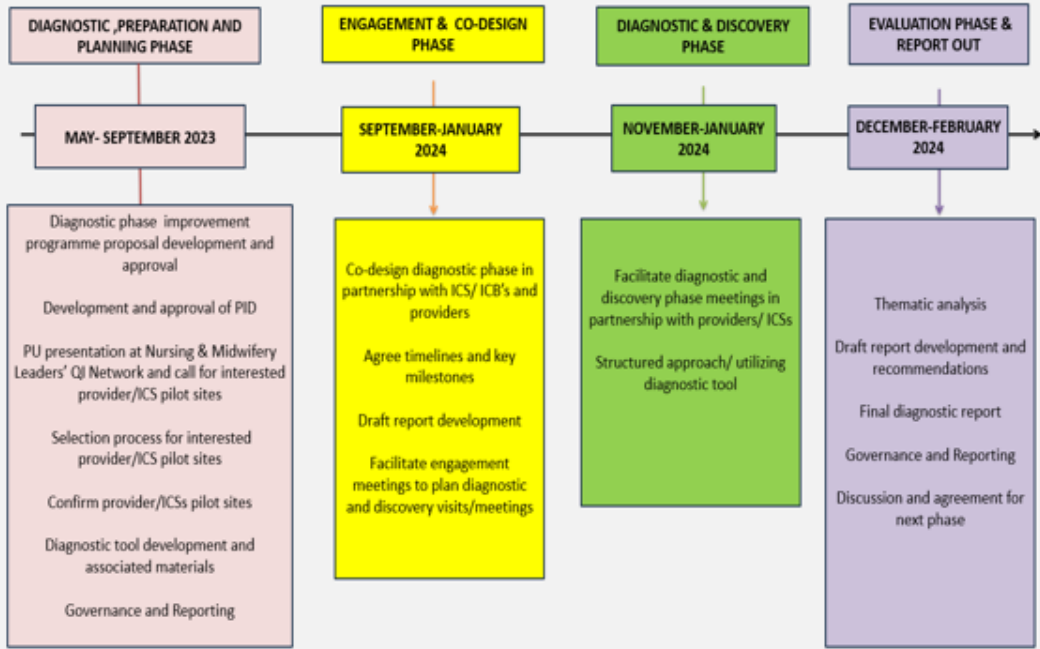 DIAGNOSTIC ,PREPARATION AND
PLANNING PHASE
MAY- SEPTEMBER 2023
Diagnostic phase improvement
programme proposal development and
approval
Development and approval of PID
PU presentation at Nursing & Midwifery
Leaders' QI Network and call for interested
provider/ICS pilot sites
Selection process for interested
provider/ICS pilot sites
Confirm provider/ICSs pilot sites
Diagnostic tool development and
associated materials
Governance and Reporting
ENGAGEMENT & CO-DESIGN
PHASE
SEPTEMBER-JANUARY
2024
Co-design diagnostic phase in
partnership with ICS/ ICB's and
providers
Agree timelines and key
milestones
Draft report development
Facilitate engagement
meetings to plan diagnostic
and discovery visits/meetings
DIAGNOSTIC & DISCOVERY
PHASE
NOVEMBER-JANUARY
2024
Facilitate diagnostic and
discovery phase meetings in
partnership with providers/ ICSs
Structured approach/ utilizing
diagnostic tool
EVALUATION PHASE &
REPORT OUT
DECEMBER-FEBRUARY
2024
Thematic analysis
Draft report development and
recommendations
Final diagnostic report
Governance and Reporting
Discussion and agreement for
next phase